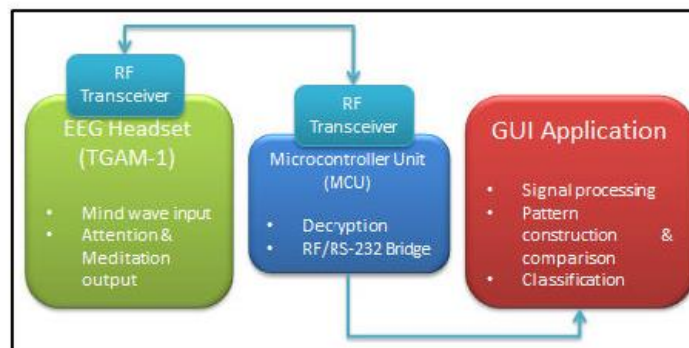 RF
Transceiver
EEG Headset
(TGAM-1)
• Mind wave input
• Attention &
Meditation
output
RF
Transceiver
Microcontroller Unit
(MCU)
• Decryption
• RF/RS-232 Bridge
GUI Application
• Signal processing
• Pattern
construction &
comparison
• Classification